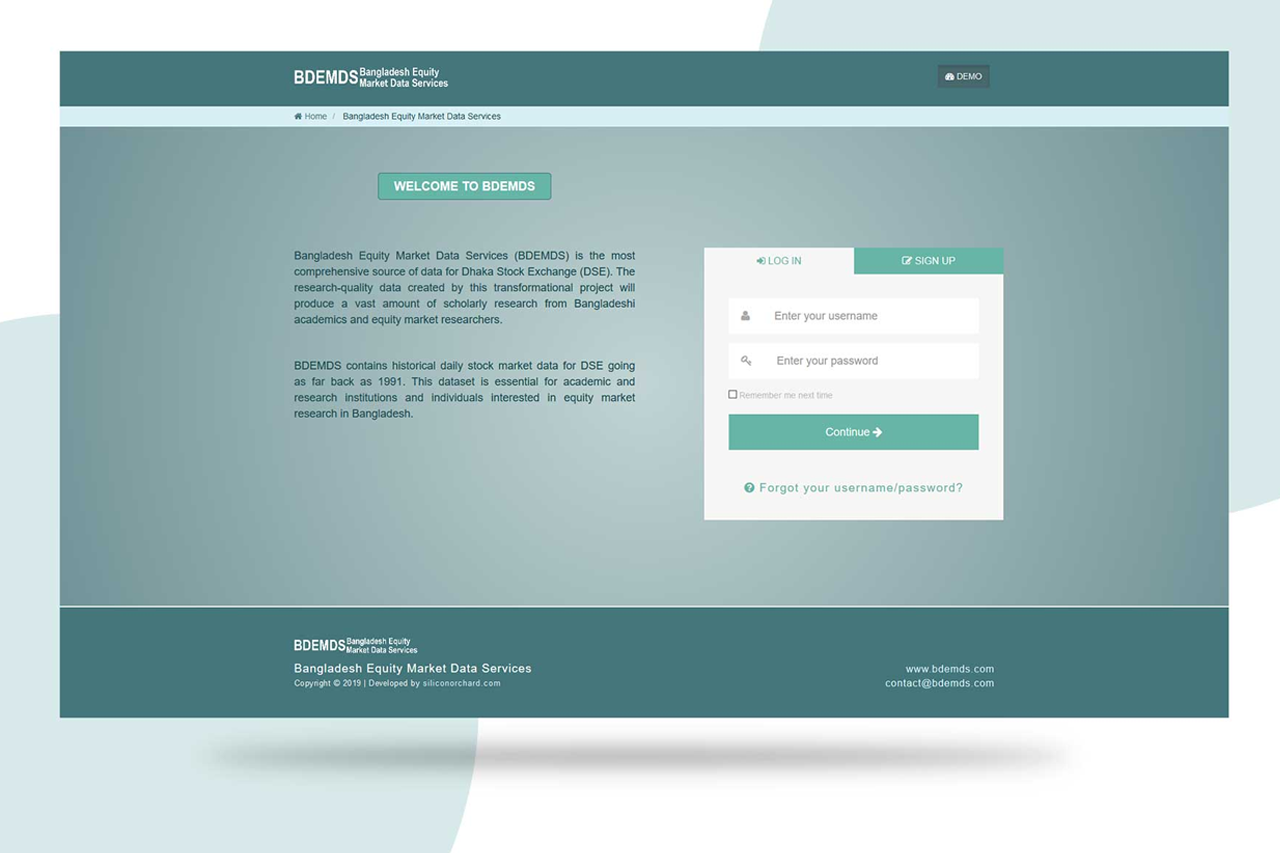 BDEMDS Bangladesh Equity
Market Data Services
DEMO
Home / Bangladesh Equity Market Data Services
WELCOME TO BDEMDS
Bangladesh Equity Market Data Services (BDEMDS) is the most
comprehensive source of data for Dhaka Stock Exchange (DSE). The
research-quality data created by this transformational project will
produce a vast amount of scholarly research from Bangladeshi
academics and equity market researchers.
BDEMDS contains historical daily stock market data for DSE going
as far back as 1991. This dataset is essential for academic and
research institutions and individuals interested in equity market
research in Bangladesh.
LOG IN
SIGN UP
Enter your username
Enter your password
Remember me next time
Continue
Forgot your username/password?
BDEMDS Bangladesh Equity
Market Data Services
Bangladesh Equity Market Data Services
Copyright © 2019 | Developed by siliconorchard.com
www.bdemds.com
contact@bdemds.com